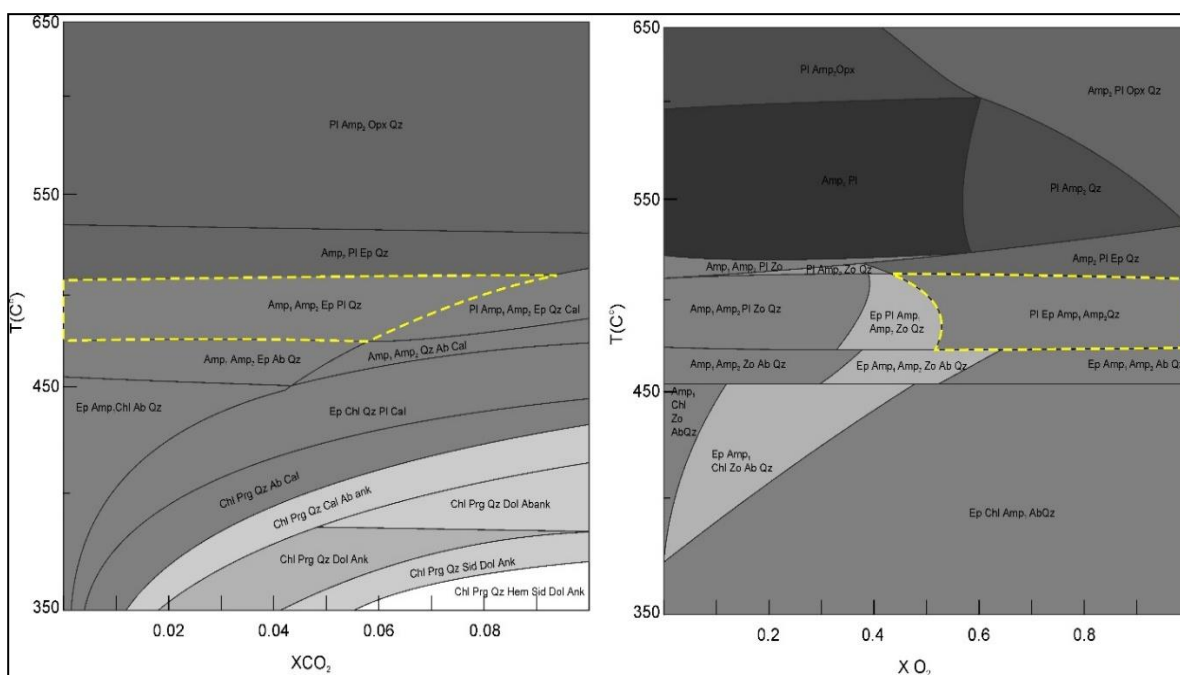 650
Pl Amp₂ Opx Qz
550
Amp₂ Pl Ep Qz
Amp₁ Amp₂ Ep Pl Qz
Pl Amp₁ Amp₂ Ep Qz Cal
T(C°)
Amp₁ Amp₂ Ep Ab Qz
Amp₁ Amp₂ Qz Ab Cal
450
Ep Amp.Chl Ab Qz
Ep Chl Qz Pl Cal
Chl Prg Qz Ab Cal
Chl Prg Qz Cal Ab ank
Chl Prg Qz Dol Abank
Chl Prg Qz Dol Ank
Chl Prg Qz Sid Dol Ank
Chl Prg Qz Hem Sid Dol Ank
350
0.02
0.04
0.06
0.08
XCO₂
650
Pl Amp₂Opx
Amp₂ Pl Opx Qz
Amp₂ Pl
Pl Amp₂ Qz
550
Amp₁ Amp₂ Pl Zo
Pl Amp₂ Zo Qz
Amp₂ Pl Ep Qz
Amp₁ Amp₂ Pl Zo Qz
Ep Pl Amp₁
Amp₂ Zo Qz
Pl Ep Amp₁ Amp₂Qz
T(C°)
Amp₁ Amp₂ Zo Ab Qz
Ep Amp₁ Amp₂ Zo Ab Qz
Ep Amp₁ Amp₂ Ab Qz
450
Amp₁
Chl
Zo
AbQz
Ep Amp₁
Chl Zo Ab Qz
Ep Chl Amp₁ AbQz
350
0.2
0.4
0.6
0.8
X O₂